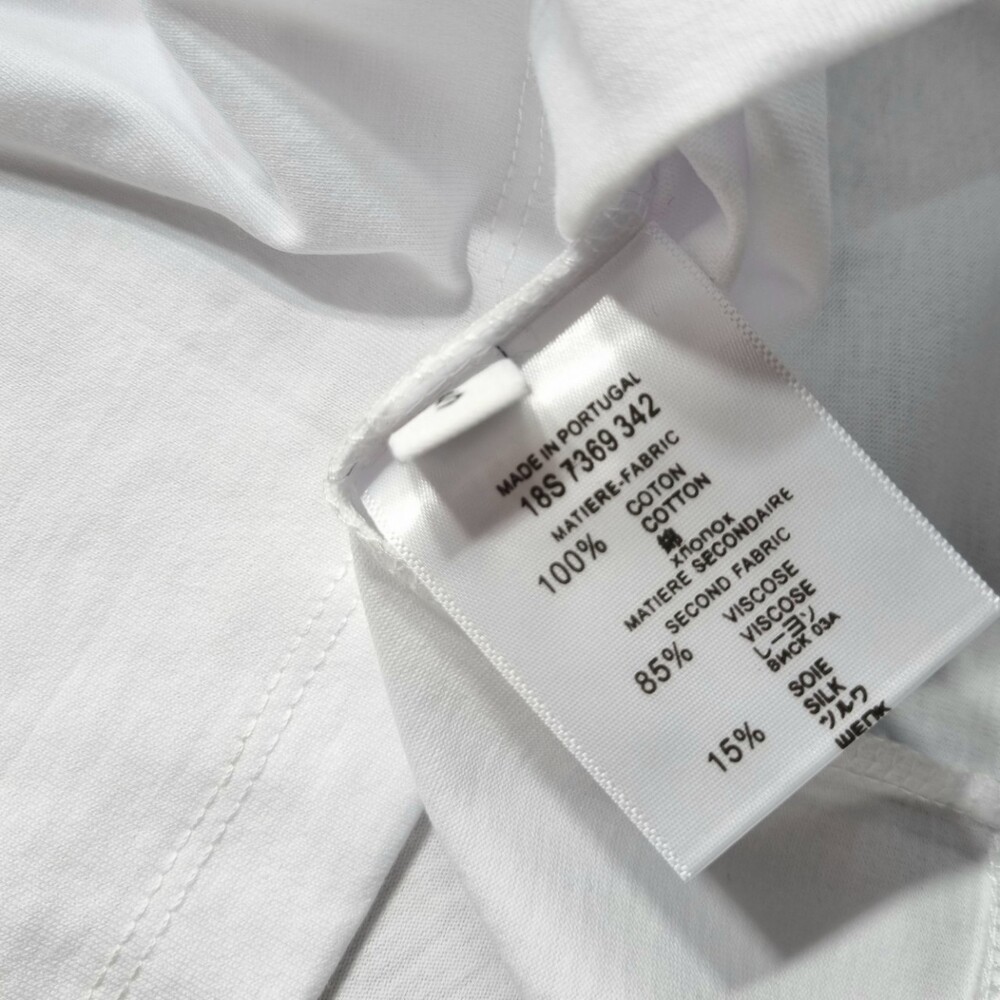 S
MADE IN PORTUGAL
18S 7369 342
MATIERE-FABRIC
100% COTON
COTTON
綿
хлопок
MATIERE SECONDAIRE
SECOND FABRIC
85% VISCOSE
VISCOSE
レーヨン
ВИСКОЗА
15% SOIE
SILK
シルク
ШЕЛК